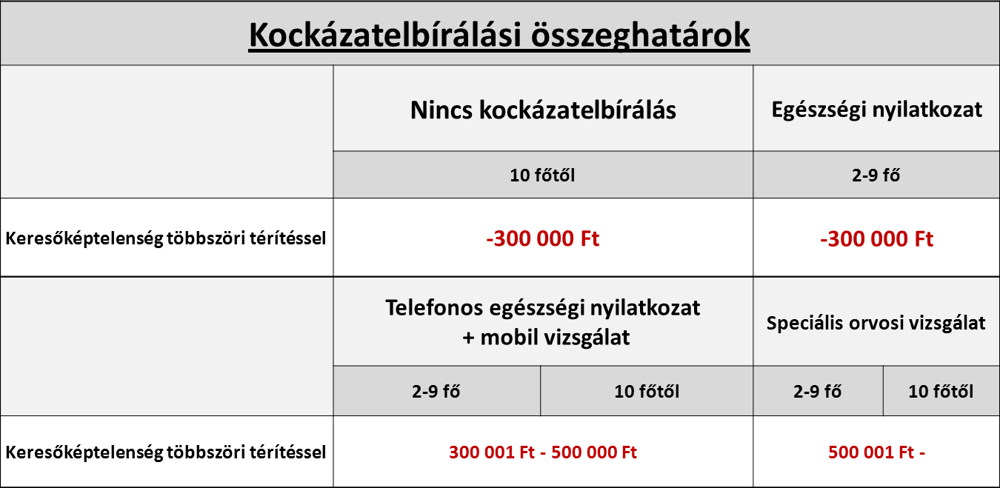 Kockázatelbírálási összeghatárok
Nincs kockázatelbírálás
Egészségi nyilatkozat
10 főtől
2-9 fő
Keresőképtelenség többszöri térítéssel
-300 000 Ft
-300 000 Ft
Telefonos egészségi nyilatkozat
+ mobil vizsgálat
Speciális orvosi vizsgálat
2-9 fő
10 főtől
2-9 fő
10 főtől
Keresőképtelenség többszöri térítéssel
300 001 Ft - 500 000 Ft
500 001 Ft -